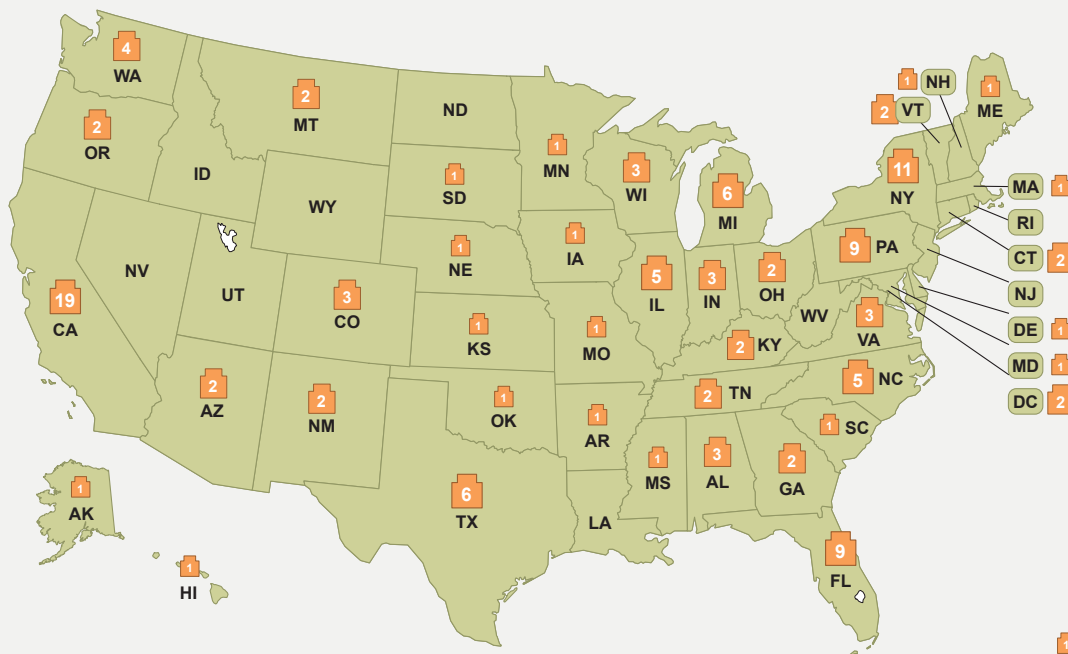 4
WA
2
OR
ID
2
MT
ND
1
MN
1
SD
WY
NV
UT
19
CA
3
CO
1
NE
1
IA
3
WI
6
MI
5
IL
3
IN
2
OH
9 PA
11
NY
1 NH
2 VT
1
ME
MA 1
RI
CT 2
NJ
DE 1
MD 1
DC 2
WV
3
VA
2 KY
1
KS
1
MO
2
AZ
2
NM
1
OK
1
AR
2 TN
5 NC
1 SC
1
MS
3
AL
2
GA
6
TX
LA
9
FL
1
AK
1
HI
1